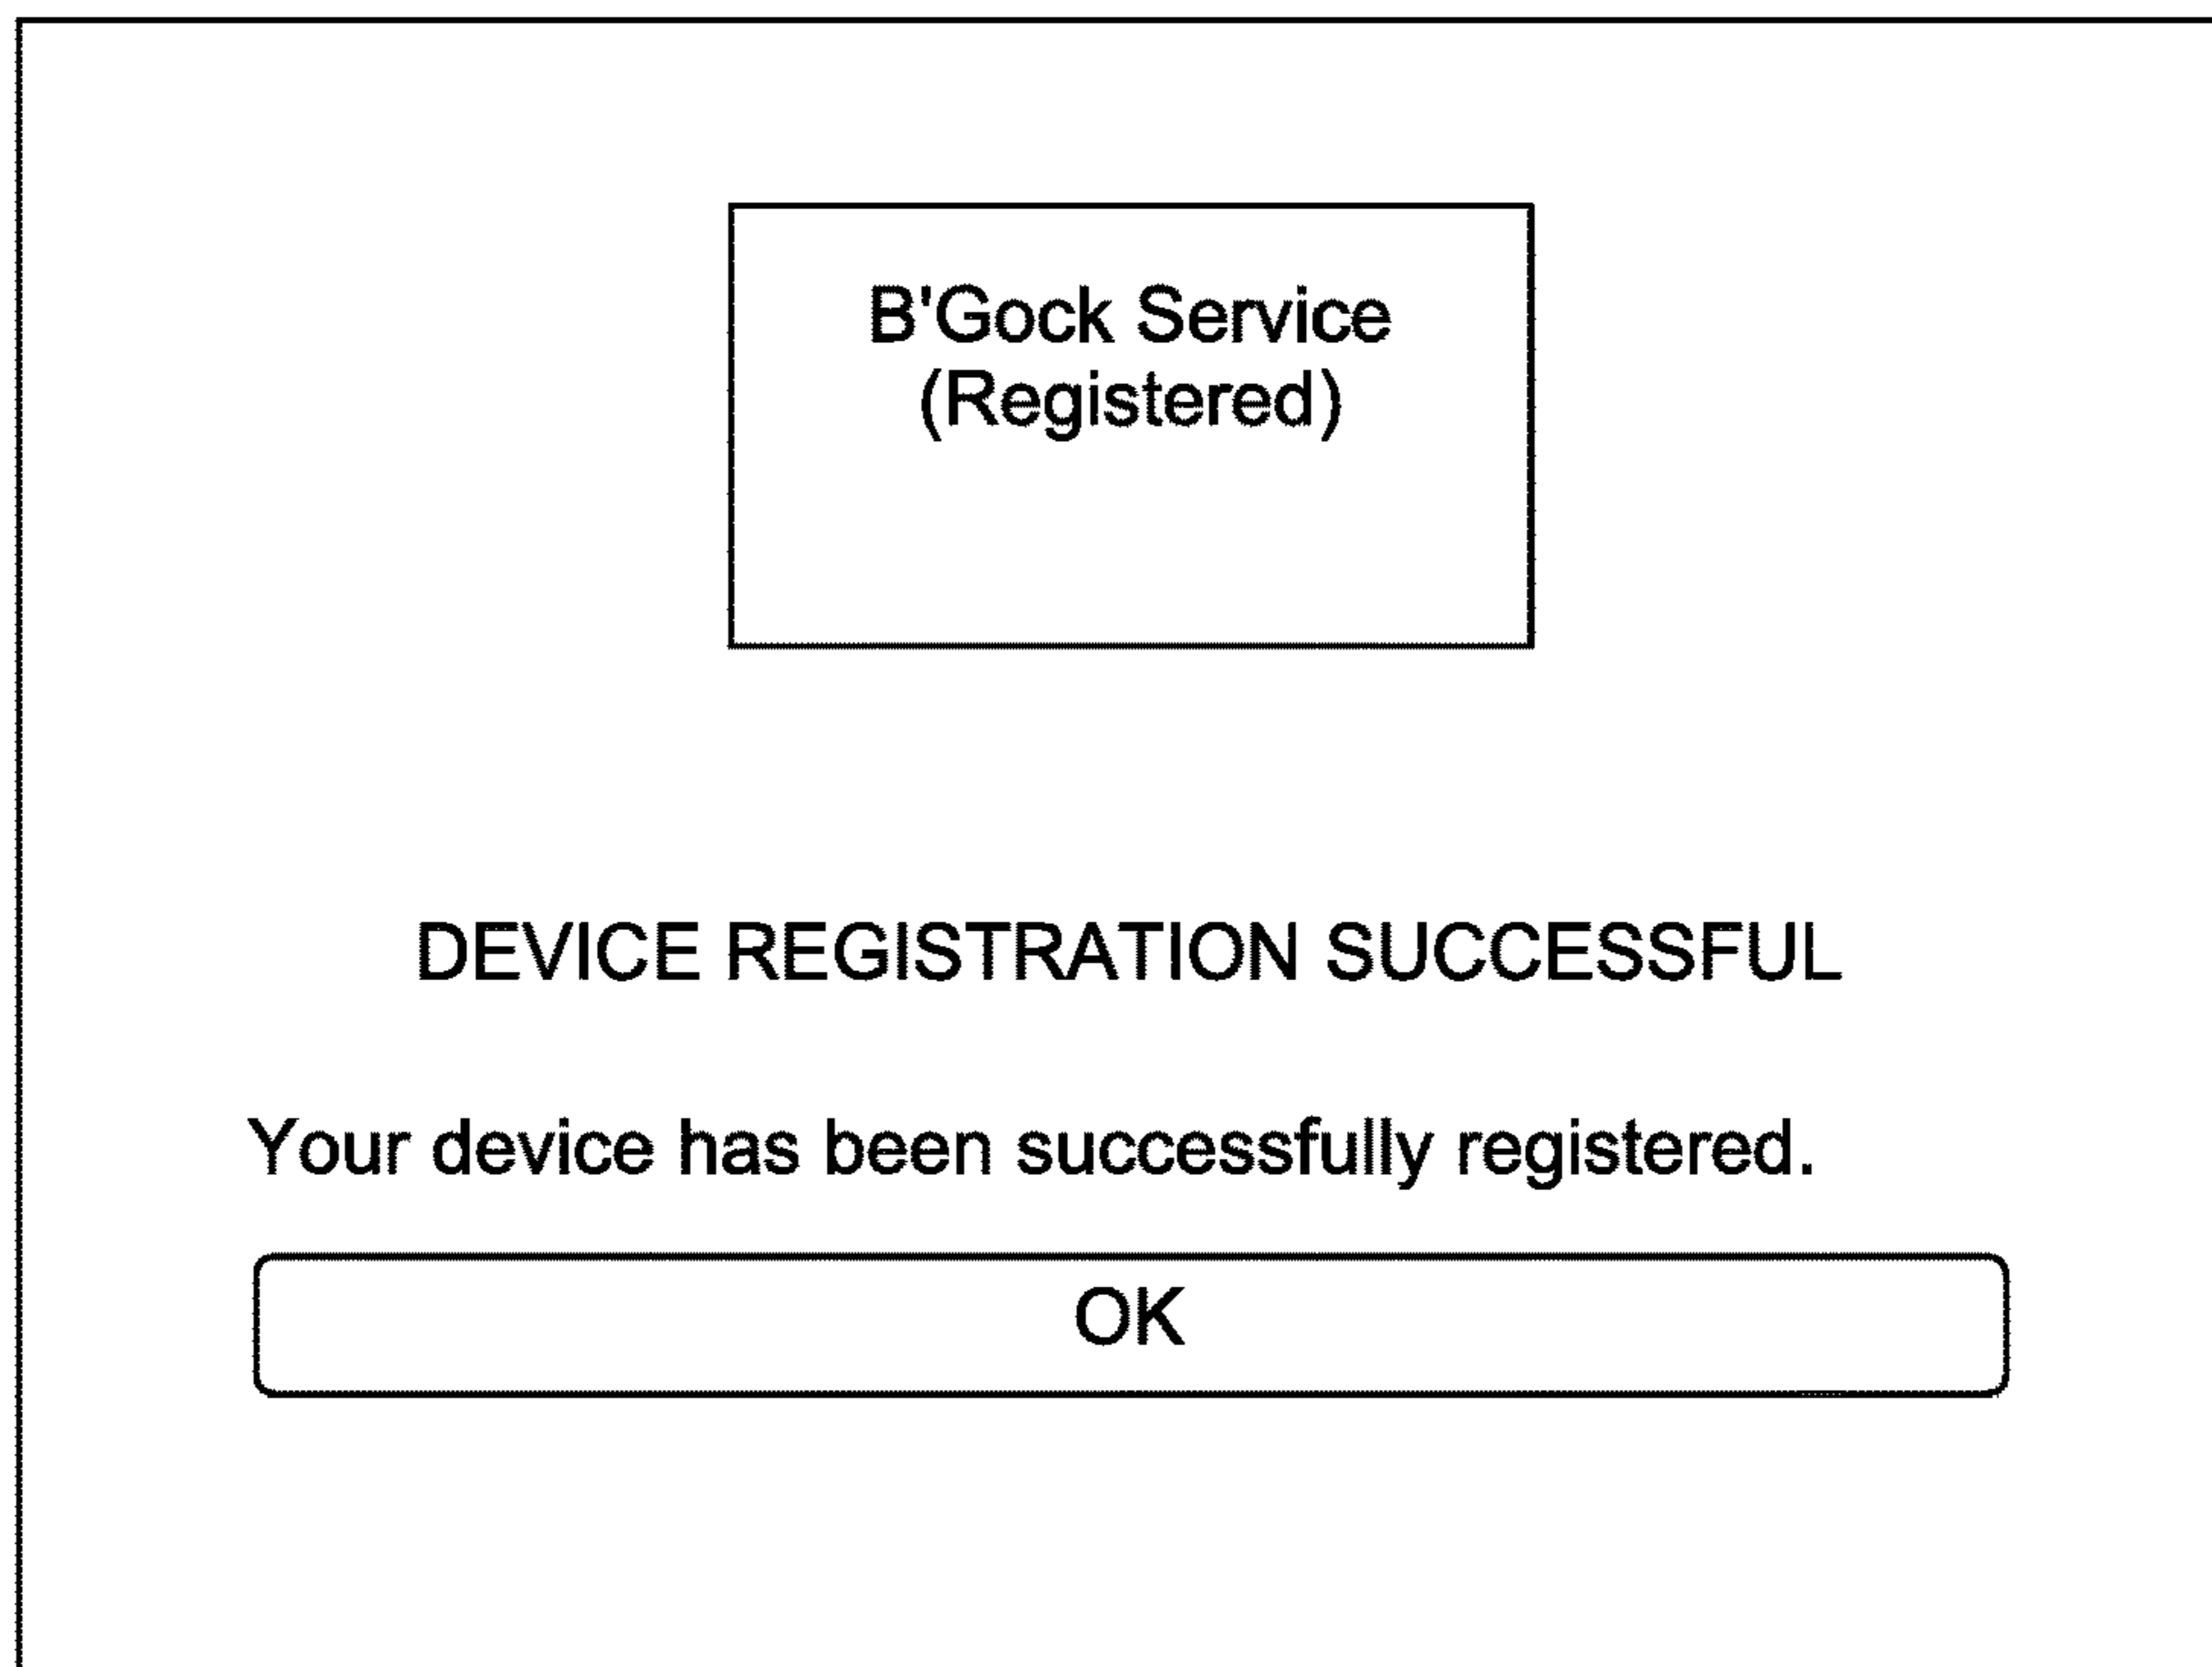 B'Gock Service
(Registered)
DEVICE REGISTRATION SUCCESSFUL
Your device has been successfully registered.
OK